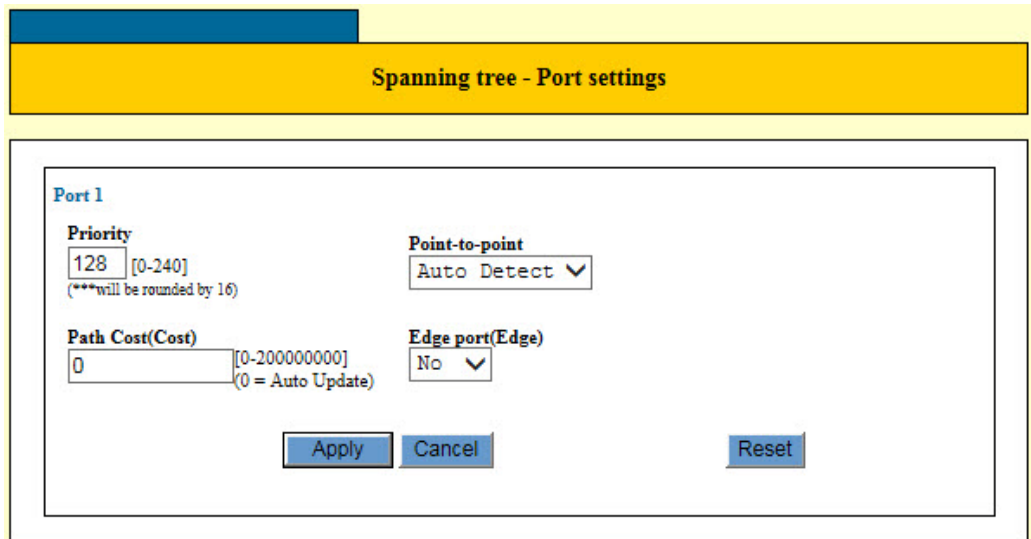 Spanning tree - Port settings
Port 1
Priority
128 [0-240]
(***will be rounded by 16)
Point-to-point
Auto Detect
Path Cost(Cost)
0 [0-200000000]
(0 = Auto Update)
Edge port(Edge)
No
Apply Cancel Reset